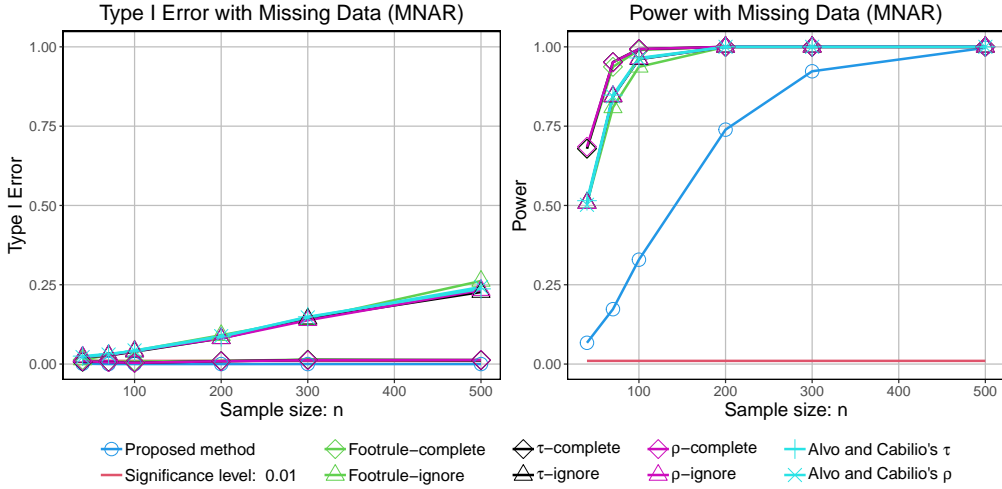 Type I Error with Missing Data (MNAR)
Power with Missing Data (MNAR)
1.00
0.75
0.50
0.25
0.00
Type I Error
100
200
300
400
500
Sample size: n
1.00
0.75
0.50
0.25
0.00
Power
100
200
300
400
500
Sample size: n
Proposed method
Footrule−complete
τ−complete
ρ−complete
Alvo and Cabilio's τ
Significance level: 0.01
Footrule−ignore
τ−ignore
ρ−ignore
Alvo and Cabilio's ρ